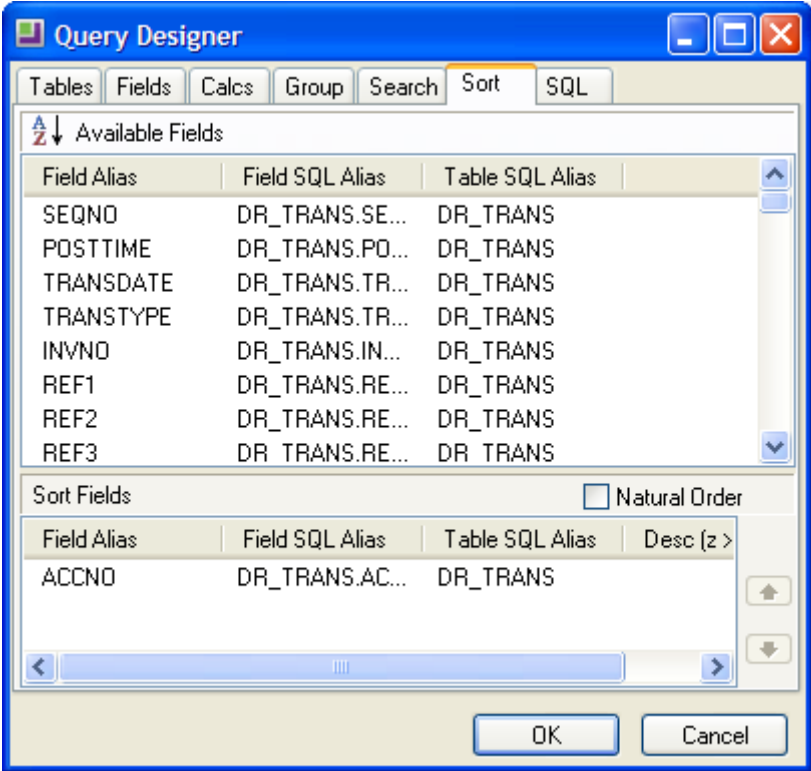 Query Designer
Tables Fields Calcs Group Search Sort SQL
A Z Available Fields
Field Alias Field SQL Alias Table SQL Alias
SEQNO DR_TRANS.SE... DR_TRANS
POSTTIME DR_TRANS.PO... DR_TRANS
TRANSDATE DR_TRANS.TR... DR_TRANS
TRANSTYPE DR_TRANS.TR... DR_TRANS
INVNO DR_TRANS.IN... DR_TRANS
REF1 DR_TRANS.RE... DR_TRANS
REF2 DR_TRANS.RE... DR_TRANS
REF3 DR_TRANS.RE... DR_TRANS
Sort Fields Natural Order
Field Alias Field SQL Alias Table SQL Alias Desc (z >
ACCNO DR_TRANS.AC... DR_TRANS
OK Cancel